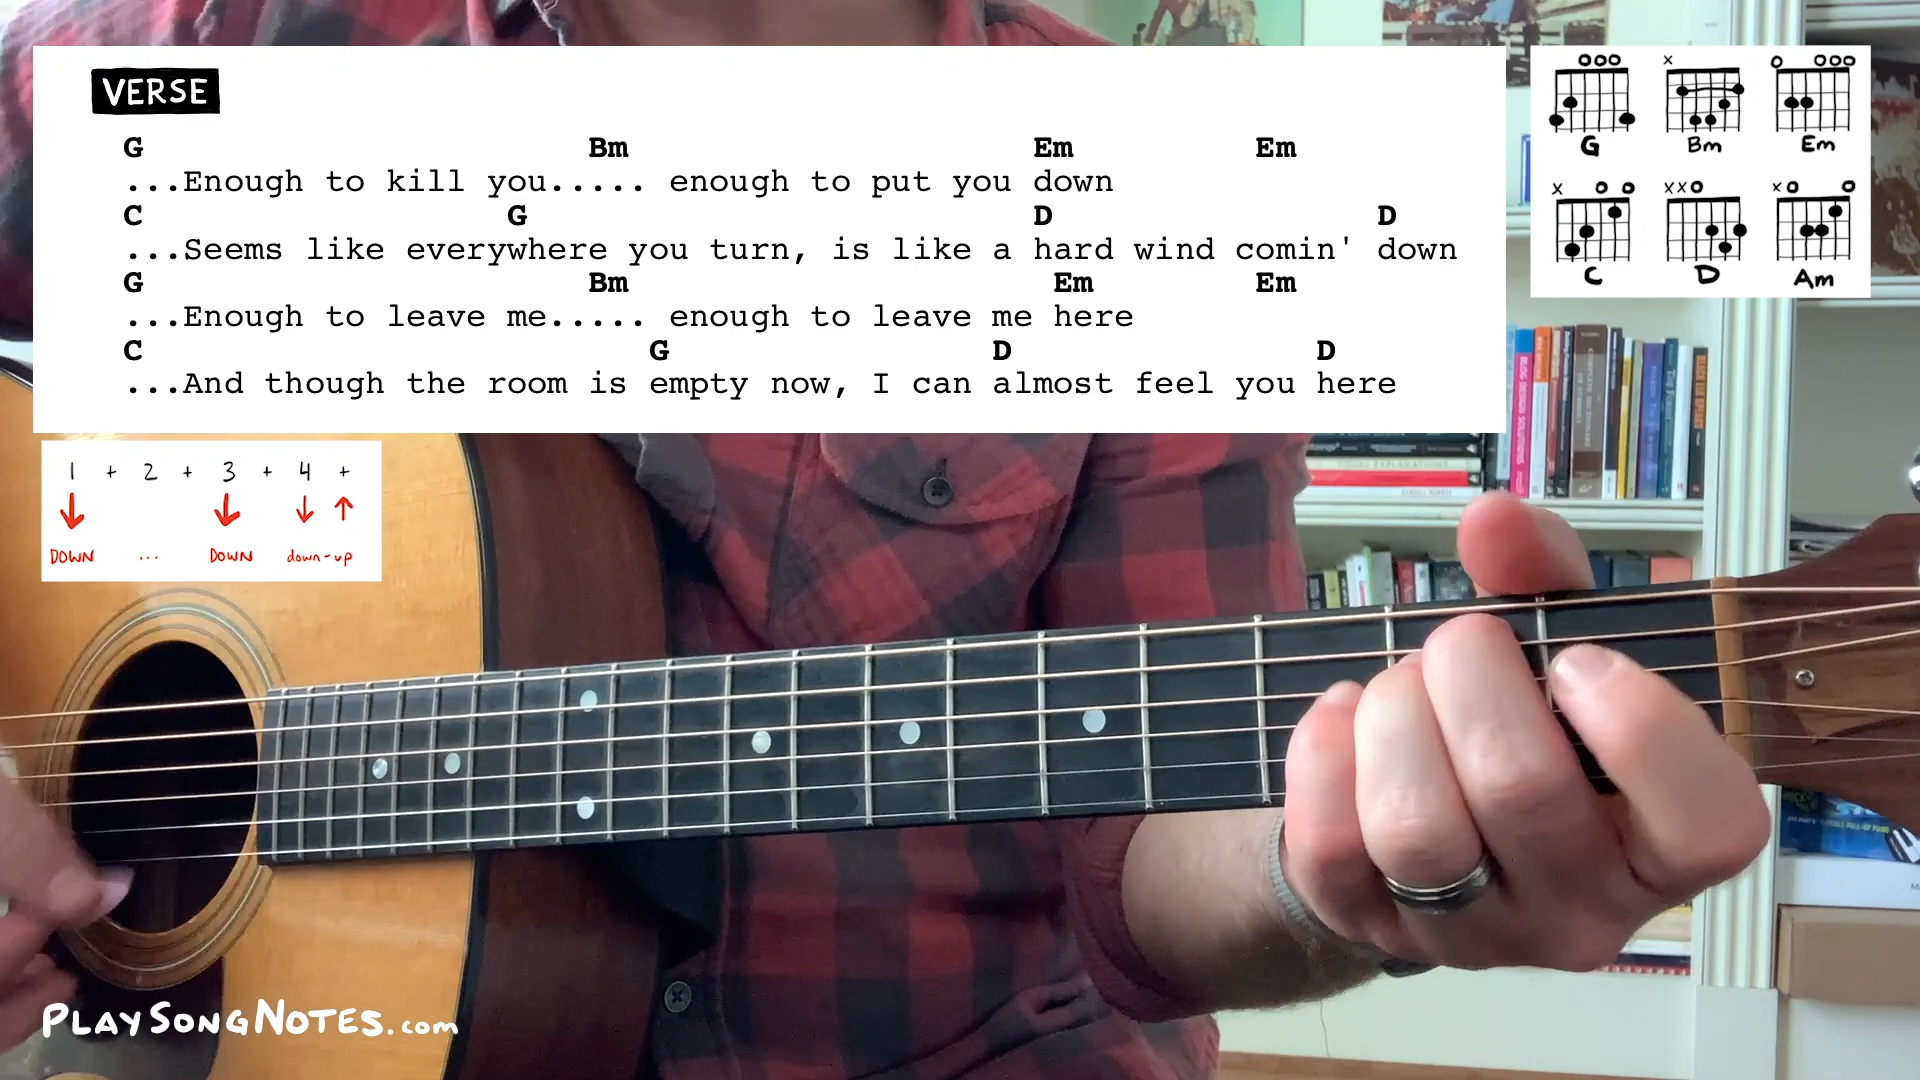 VERSE
G Bm Em Em
...Enough to kill you..... enough to put you down
C G D D
...Seems like everywhere you turn, is like a hard wind comin' down
G Bm Em Em
...Enough to leave me..... enough to leave me here
C G D D
...And though the room is empty now, I can almost feel you here
x
o o o o
G Bm Em
x o o x x o x o o
C D Am
1 + 2 + 3 + 4 +
DOWN ... DOWN down-up
VISUAL EXPLANATIONS
PLAYSONGNOTES.com